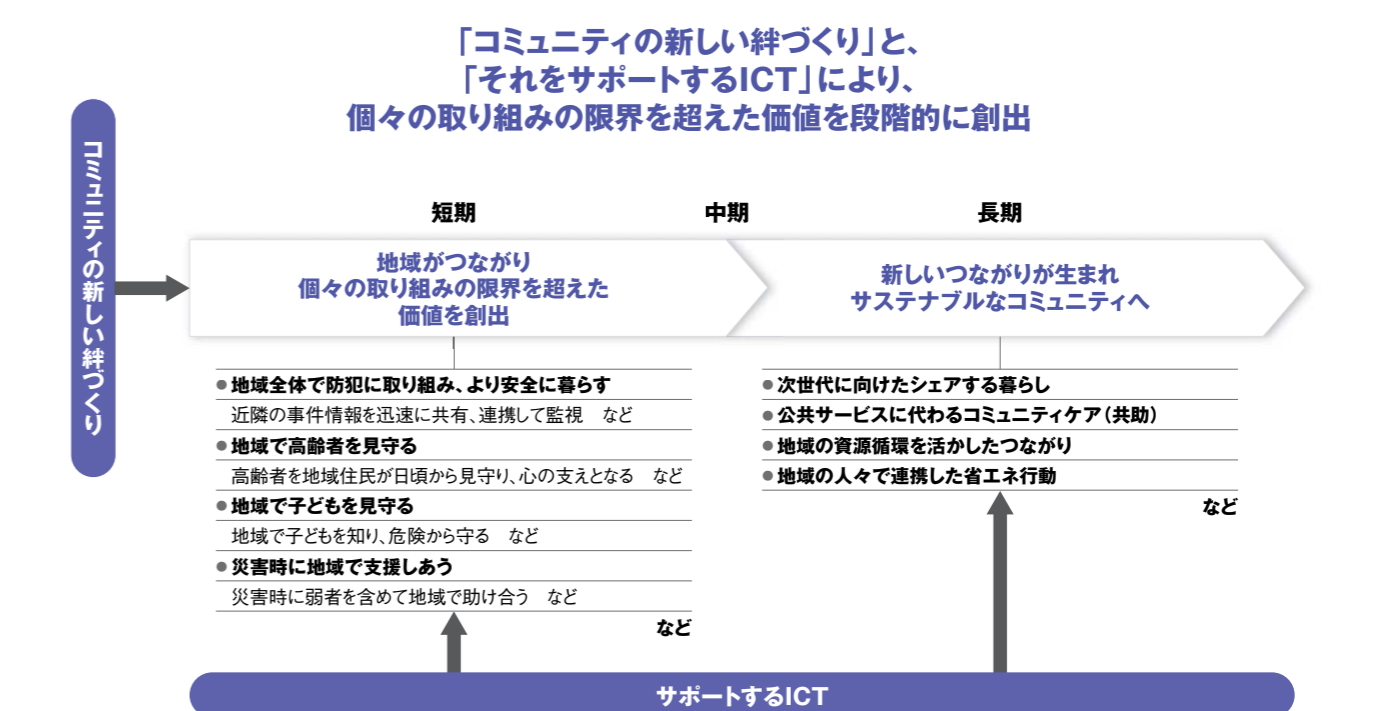 「コミュニティの新しい絆づくり」と、
「それをサポートするICT」により、
個々の取り組みの限界を超えた価値を段階的に創出
コミュニティの新しい絆づくり
短期
中期
長期
地域がつながり
個々の取り組みの限界を超えた
価値を創出
新しいつながりが生まれ
サステナブルなコミュニティへ
●地域全体で防犯に取り組み、より安全に暮らす
近隣の事件情報を迅速に共有、連携して監視　など
●地域で高齢者を見守る
高齢者を地域住民が日頃から見守り、心の支えとなる　など
●地域で子どもを見守る
地域で子どもを知り、危険から守る　など
●災害時に地域で支援しあう
災害時に弱者を含めて地域で助け合う　など
など
●次世代に向けたシェアする暮らし
●公共サービスに代わるコミュニティケア（共助）
●地域の資源循環を活かしたつながり
●地域の人々で連携した省エネ行動
など
サポートするICT